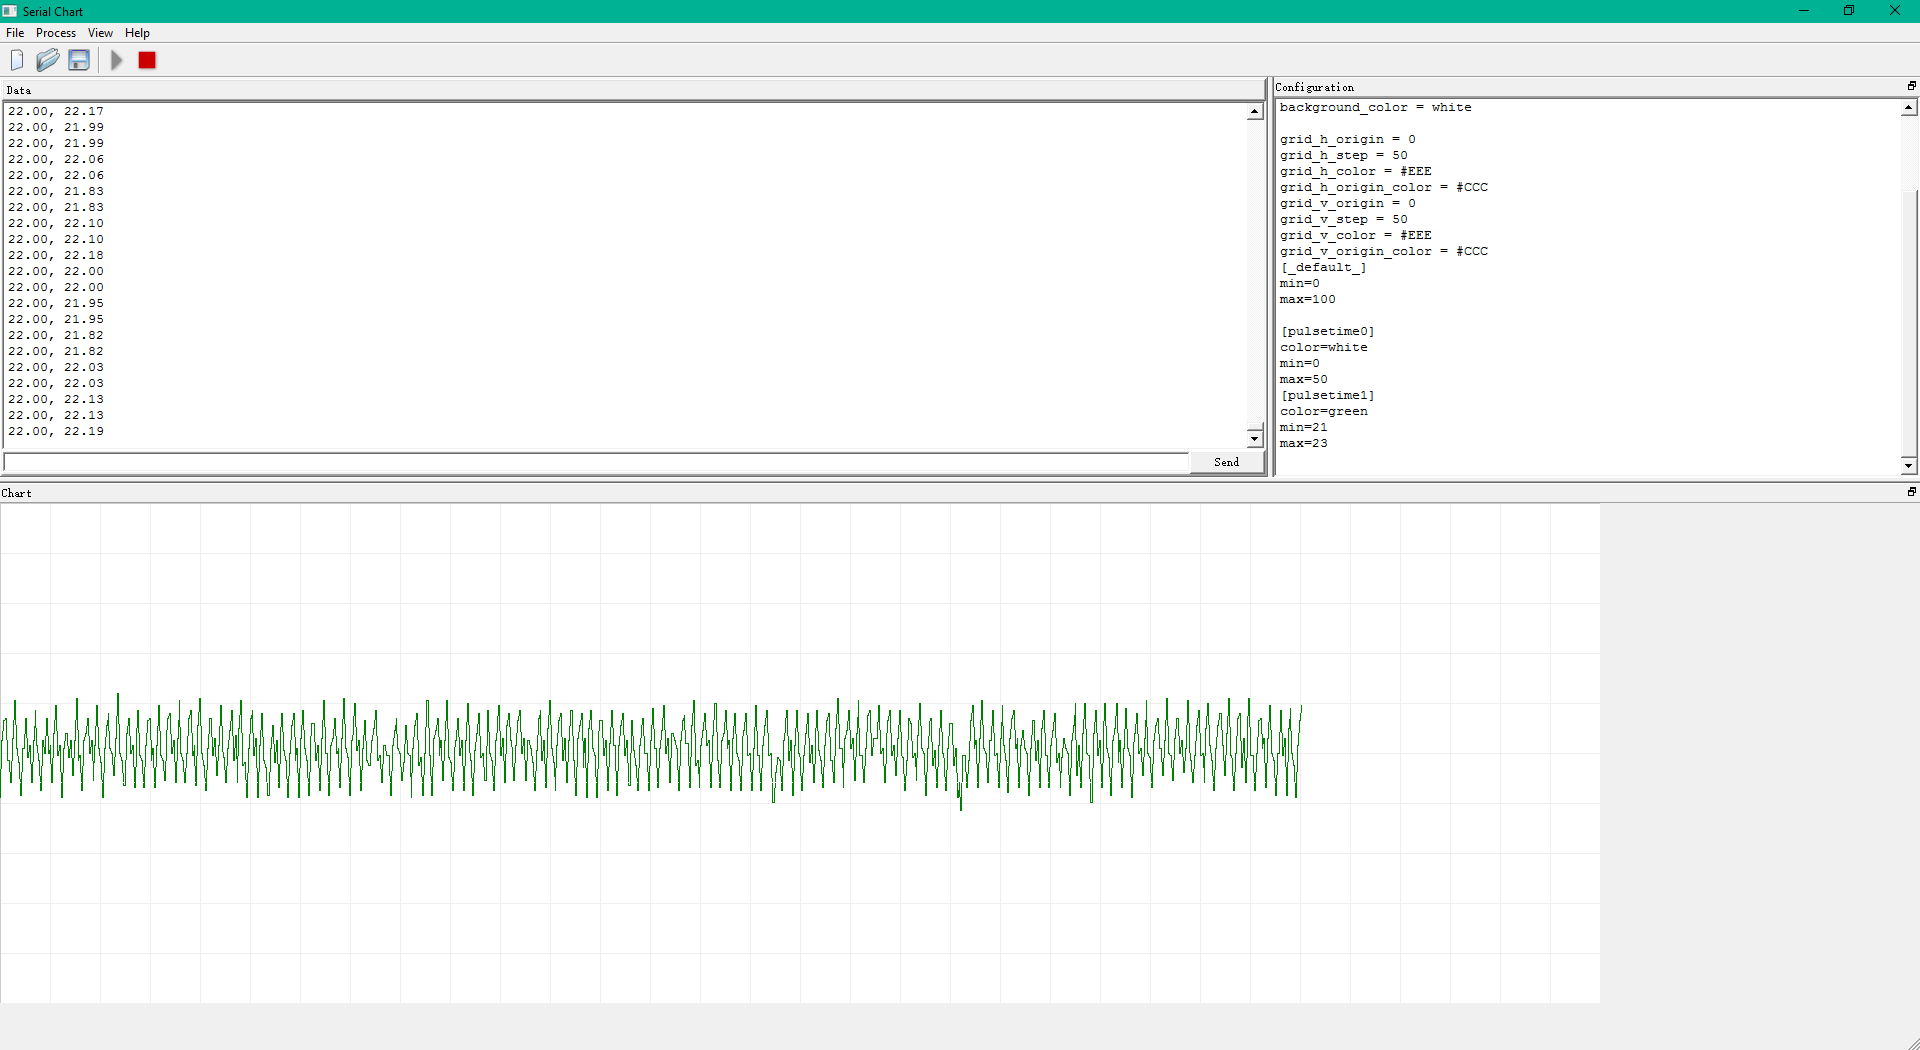 Serial Chart
File Process View Help
Data
22.00, 22.17
22.00, 21.99
22.00, 21.99
22.00, 22.06
22.00, 22.06
22.00, 21.83
22.00, 21.83
22.00, 22.10
22.00, 22.10
22.00, 22.18
22.00, 22.00
22.00, 22.00
22.00, 21.95
22.00, 21.95
22.00, 21.82
22.00, 21.82
22.00, 22.03
22.00, 22.03
22.00, 22.13
22.00, 22.13
22.00, 22.19
Send
Configuration
background_color = white
grid_h_origin = 0
grid_h_step = 50
grid_h_color = #EEE
grid_h_origin_color = #CCC
grid_v_origin = 0
grid_v_step = 50
grid_v_color = #EEE
grid_v_origin_color = #CCC
[_default_]
min=0
max=100
[pulsetime0]
color=white
min=0
max=50
[pulsetime1]
color=green
min=21
max=23
Chart